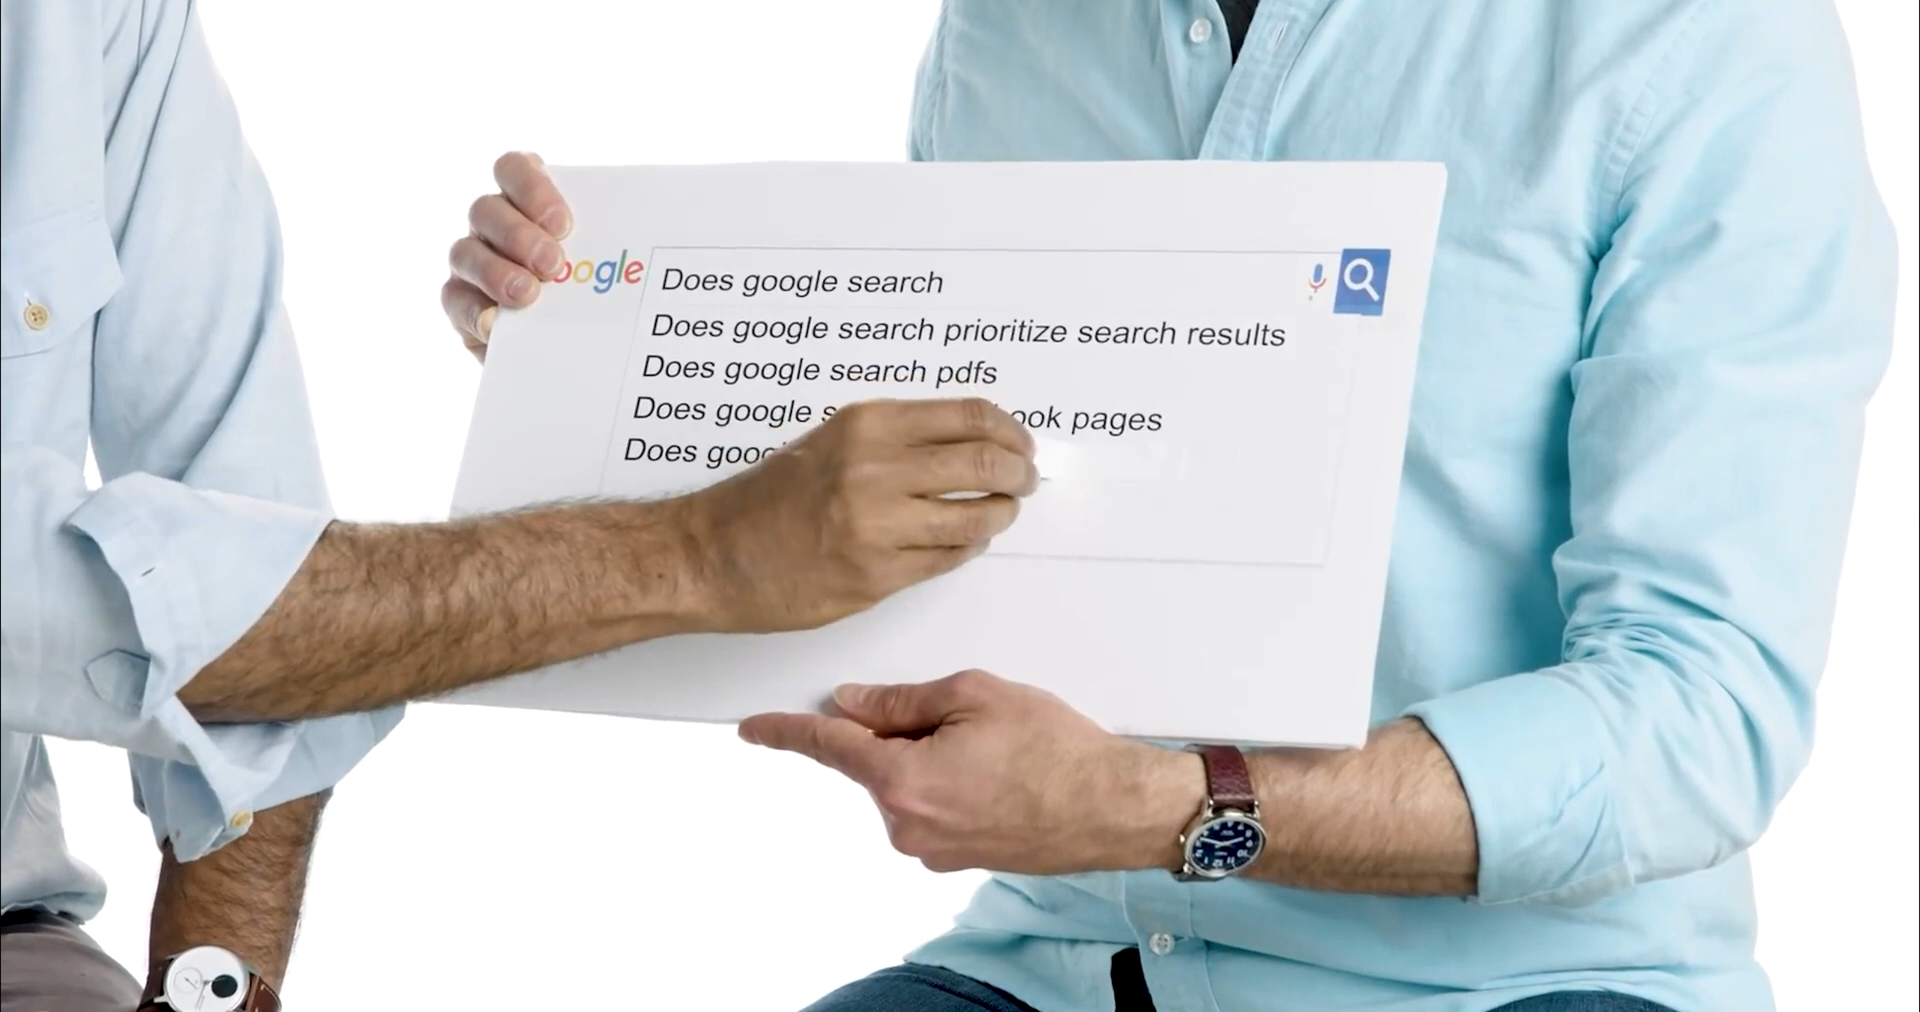 oogle
Does google search
Does google search prioritize search results
Does google search pdfs
Does google ook pages
Does goog